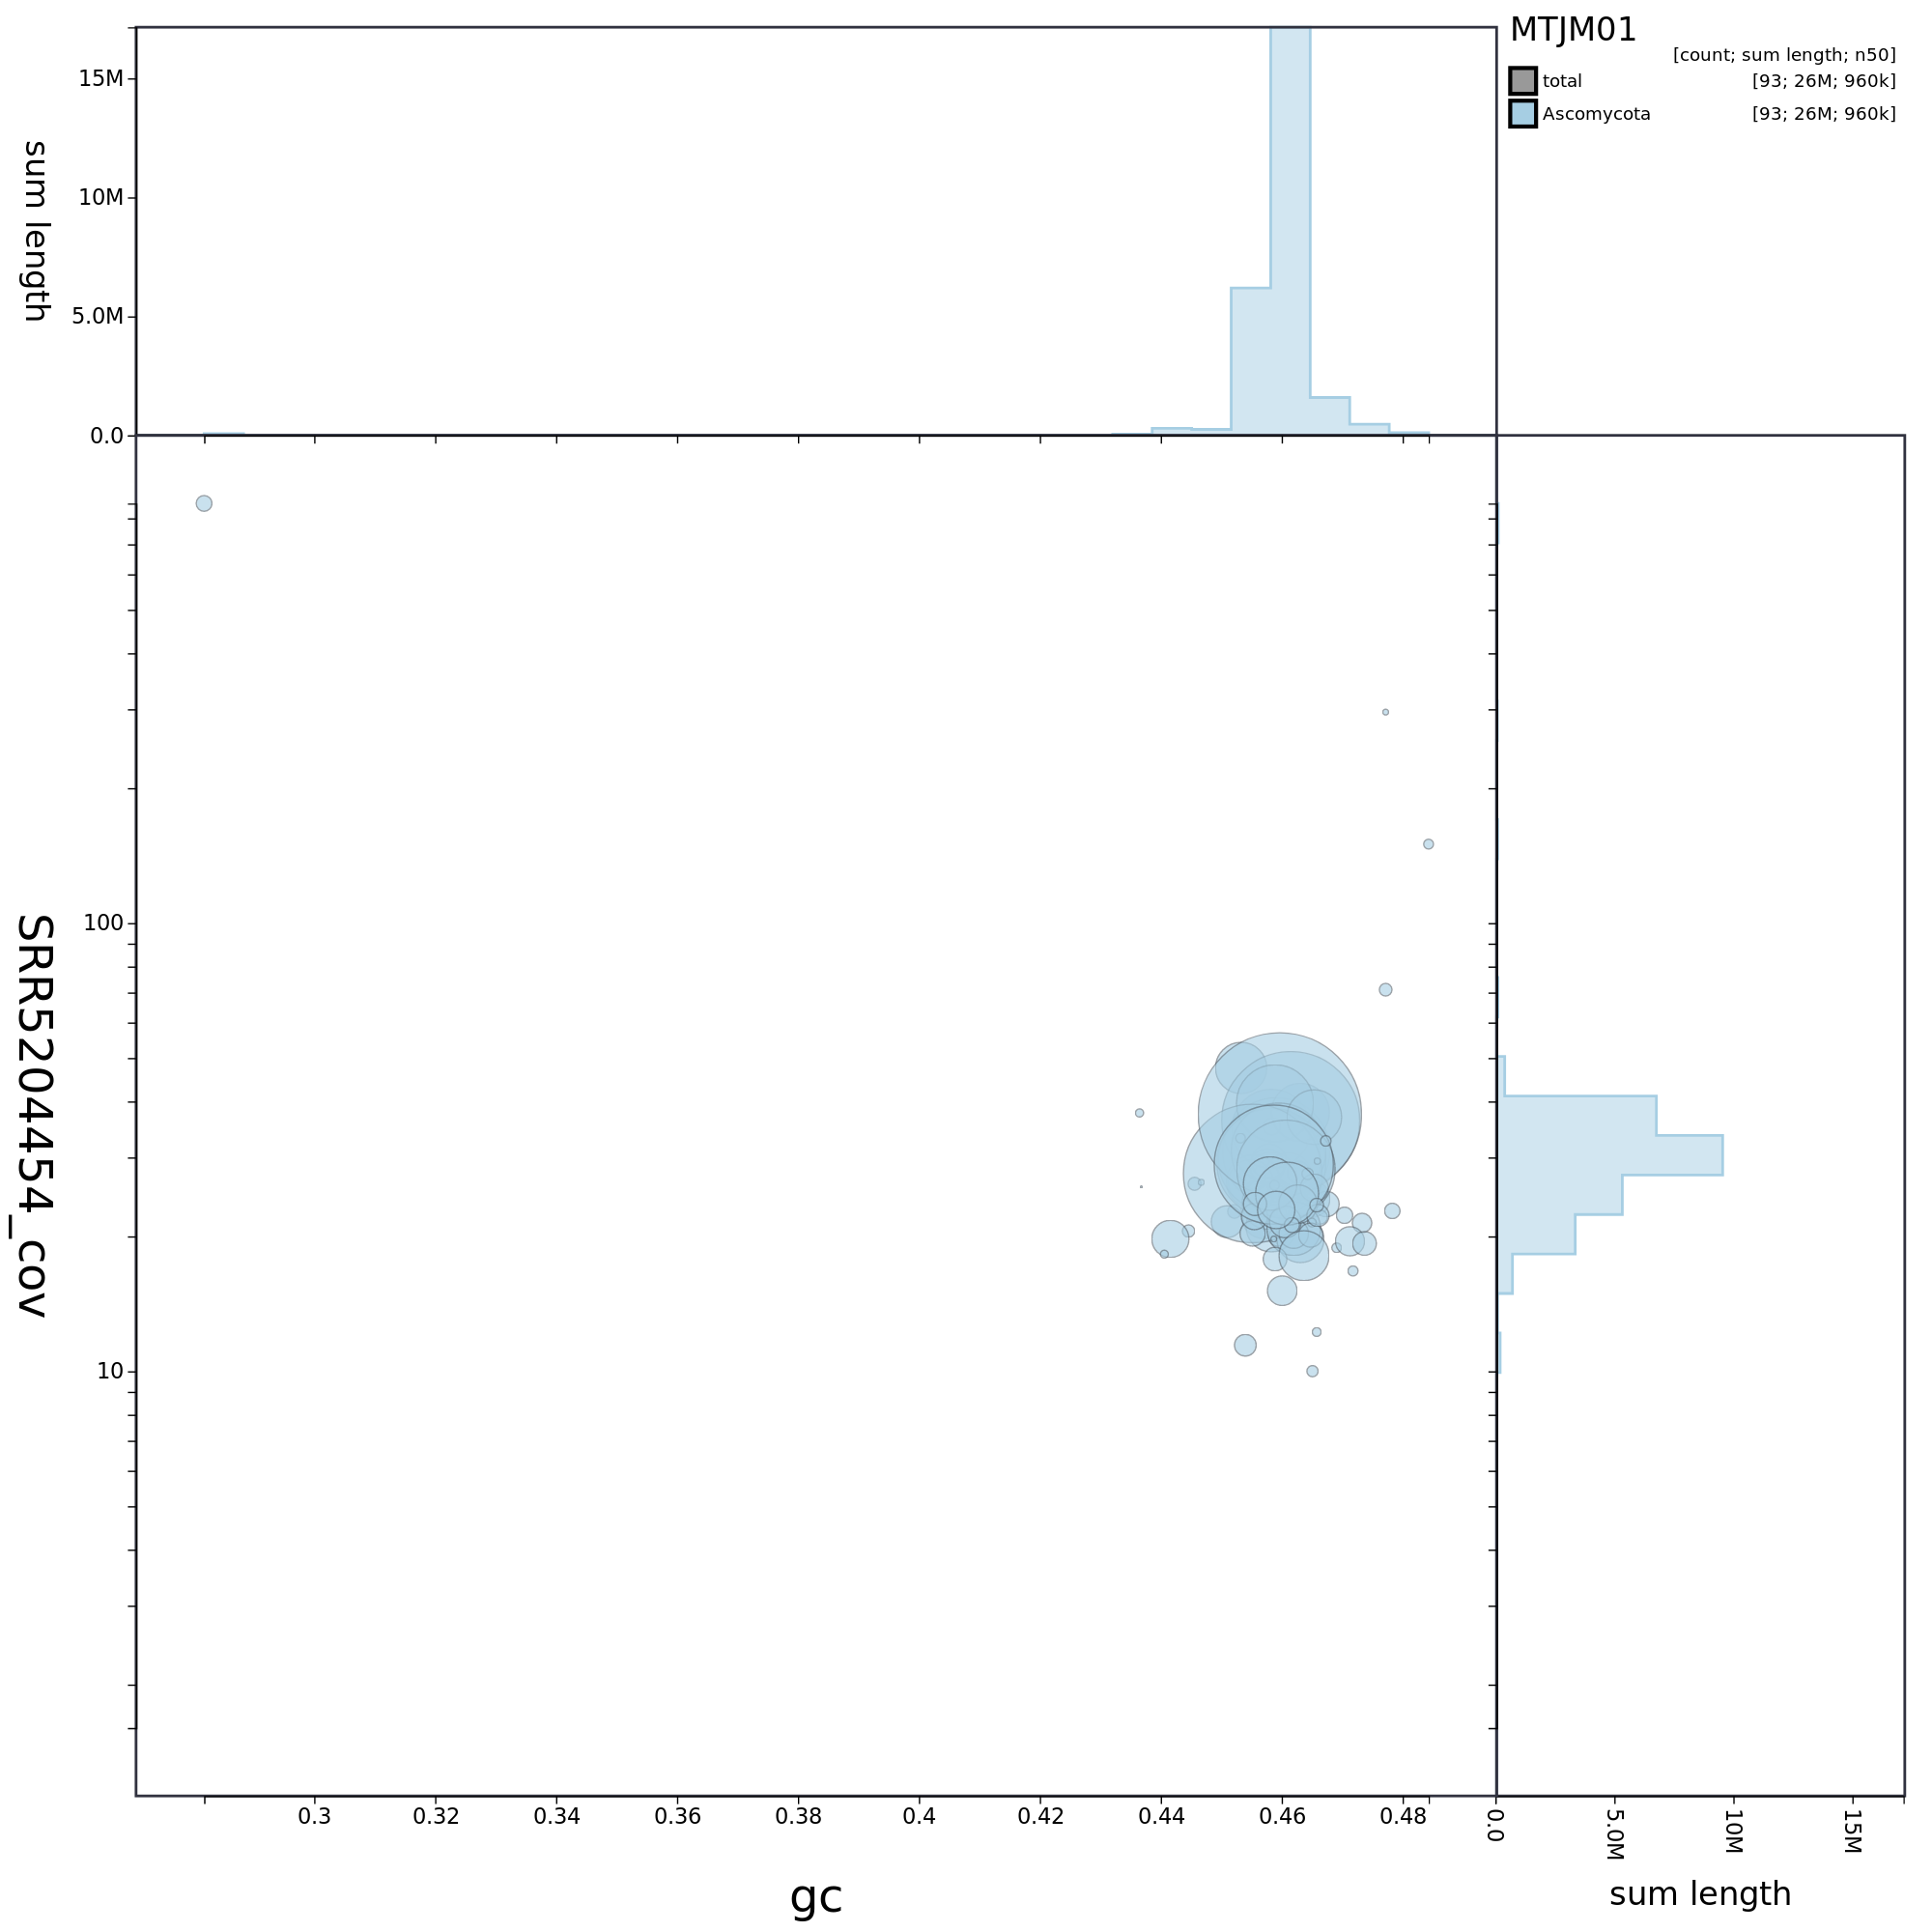 MTJM01
[count; sum length; n50]
total [93; 26M; 960k]
Ascomycota [93; 26M; 960k]
sum length
15M
10M
5.0M
0.0
SRR5204454_cov
100
10
0.3 0.32 0.34 0.36 0.38 0.4 0.42 0.44 0.46 0.48
gc
0.0 5.0M 10M 15M
sum length